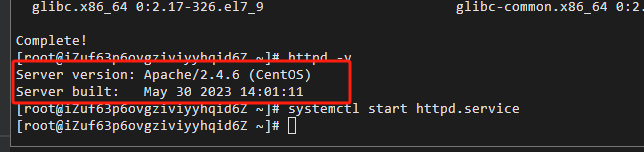 glibc.x86_64 0:2.17-326.el7_9 glibc-common.x86_64 0:2.
Complete!
[root@iZuf63p6ovgziviyyhqid6Z ~]# httpd -v
Server version: Apache/2.4.6 (CentOS)
Server built:   May 30 2023 14:01:11
[root@iZuf63p6ovgziviyyhqid6Z ~]# systemctl start httpd.service
[root@iZuf63p6ovgziviyyhqid6Z ~]#